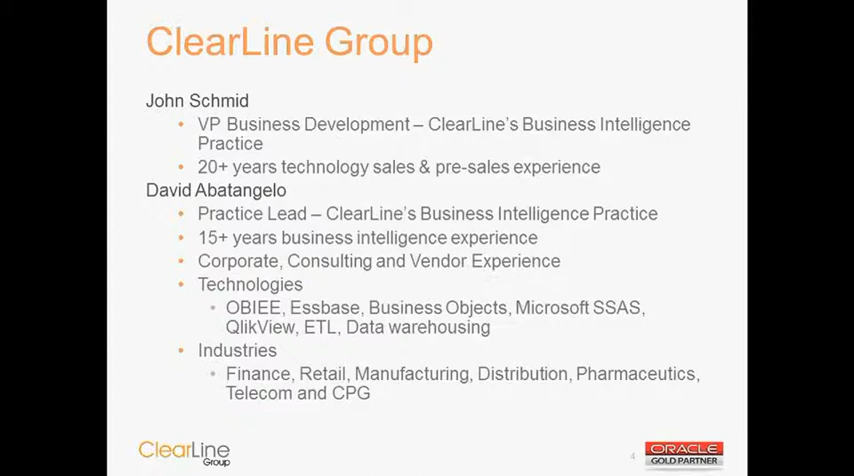 ClearLine Group
John Schmid
• VP Business Development – ClearLine's Business Intelligence
Practice
• 20+ years technology sales & pre-sales experience
David Abatangelo
• Practice Lead – ClearLine's Business Intelligence Practice
• 15+ years business intelligence experience
• Corporate, Consulting and Vendor Experience
• Technologies
• OBIEE, Essbase, Business Objects, Microsoft SSAS,
QlikView, ETL, Data warehousing
• Industries
• Finance, Retail, Manufacturing, Distribution, Pharmaceutics,
Telecom and CPG
ClearLine
Group
4
ORACLE
GOLD PARTNER